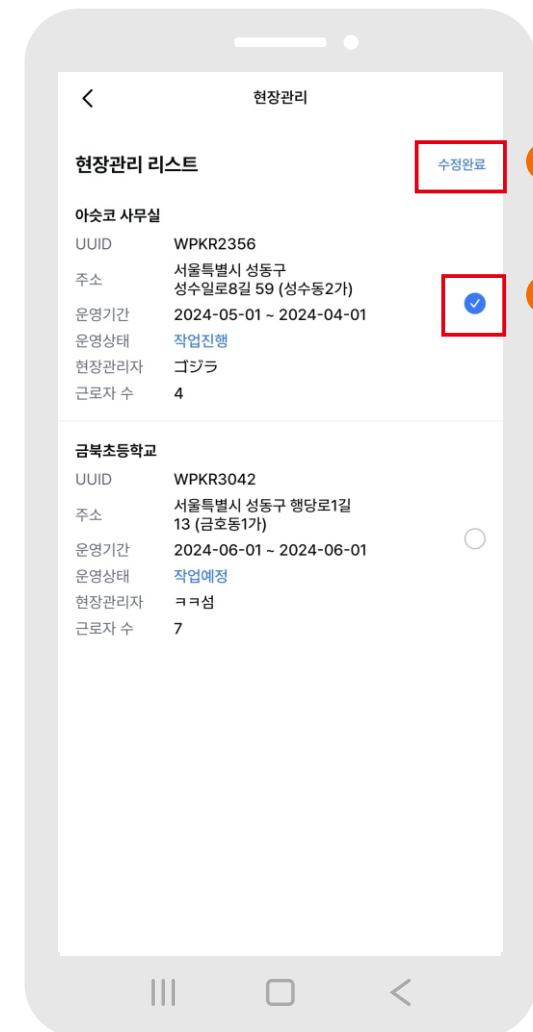 현장관리
현장관리 리스트
수정완료
아슷코 사무실
UUID WPKR2356
주소 서울특별시 성동구
성수일로8길 59 (성수동2가)
운영기간 2024-05-01 ~ 2024-04-01
운영상태 작업진행
현장관리자 ゴジラ
근로자 수 4
금북초등학교
UUID WPKR3042
주소 서울특별시 성동구 행당로1길
13 (금호동1가)
운영기간 2024-06-01 ~ 2024-06-01
운영상태 작업예정
현장관리자 ㅋㅋ섬
근로자 수 7